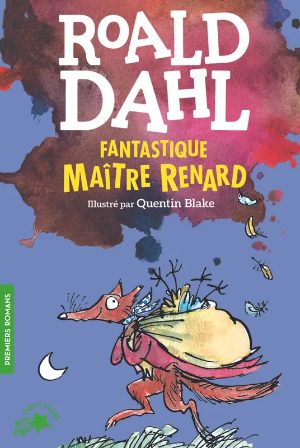 ROALD
DAHL
FANTASTIQUE
MAÎTRE RENARD
Illustré par Quentin Blake
PREMIERS ROMANS